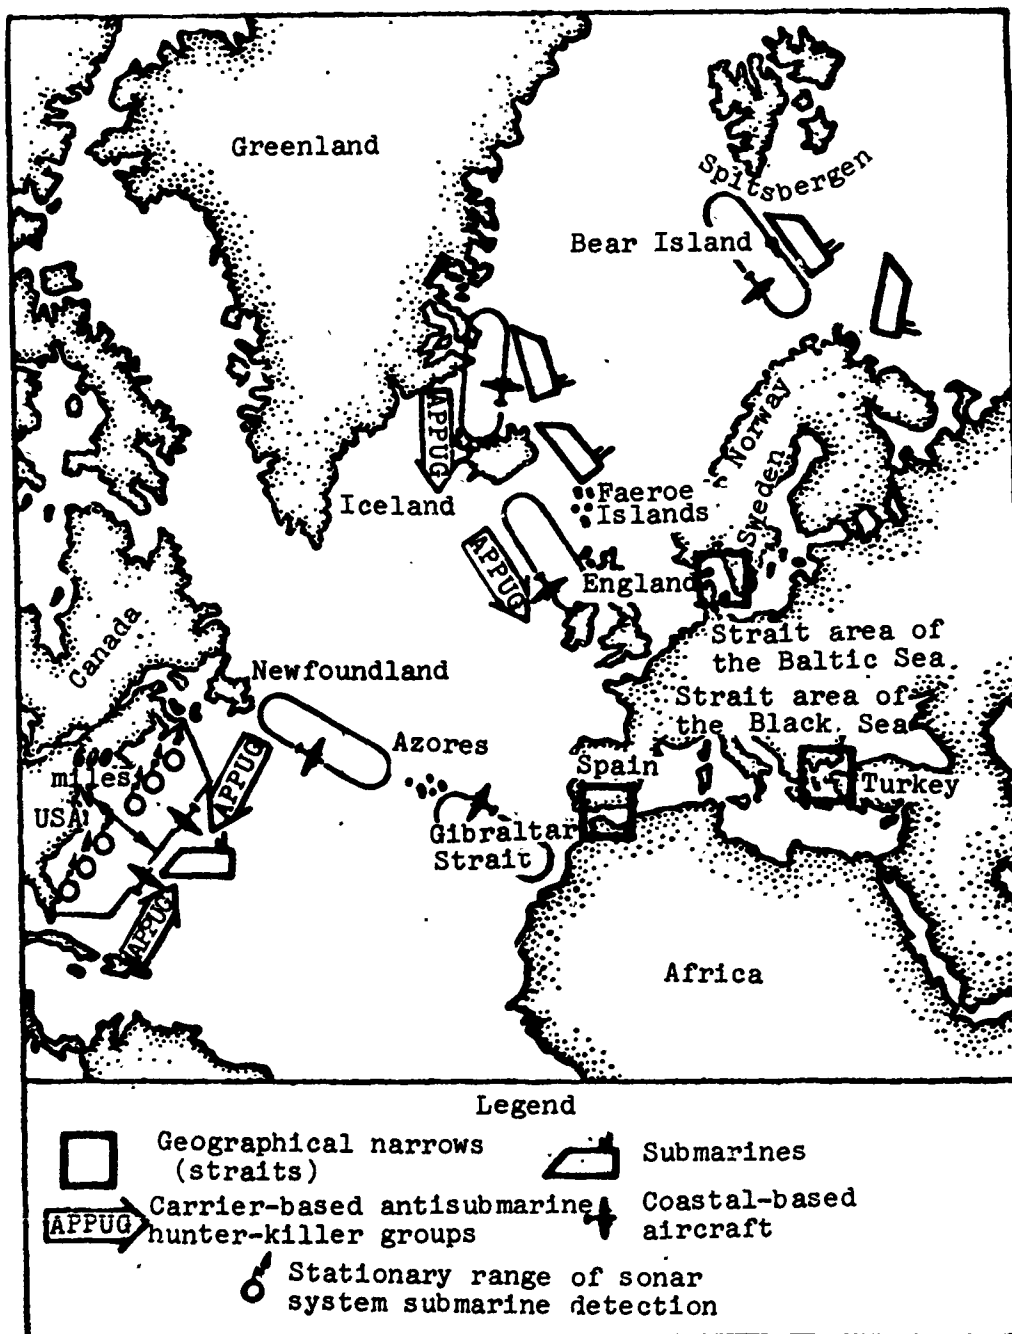 Greenland
Spitsbergen
Bear Island
APPUG
Norway
Sweden
Iceland
Faeroe
Islands
APPUG
England
Canada
Strait area of
the Baltic Sea
Newfoundland
Strait area of
the Black Sea
Azores
APPUG
miles
Spain
Turkey
USA
Gibraltar
Strait
APPUG
Africa
Legend
Geographical narrows
(straits)
Submarines
APPUG
Carrier-based antisubmarine
hunter-killer groups
Coastal-based
aircraft
Stationary range of sonar
system submarine detection